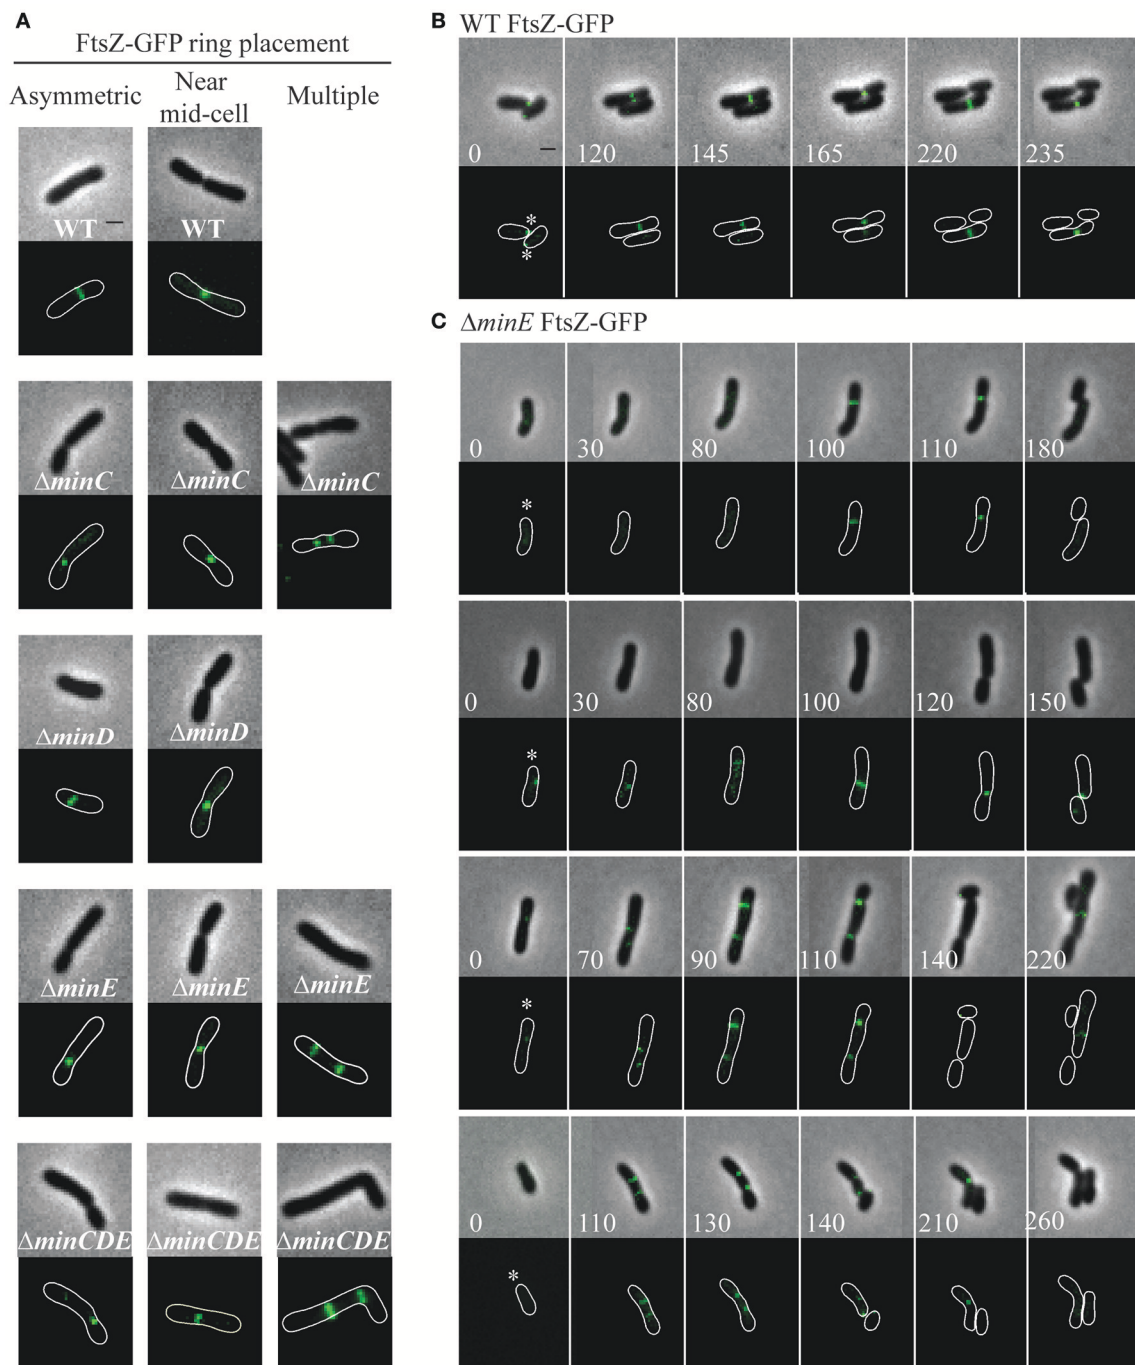 A
FtsZ-GFP ring placement
Asymmetric
Near
mid-cell
Multiple
WT
WT
ΔminC
ΔminC
ΔminC
ΔminD
ΔminD
ΔminE
ΔminE
ΔminE
ΔminCDE
ΔminCDE
ΔminCDE
B WT FtsZ-GFP
0 120 145 165 220 235
*
*
C ΔminE FtsZ-GFP
0 30 80 100 110 180
*
0 30 80 100 120 150
*
0 70 90 110 140 220
*
0 110 130 140 210 260
*